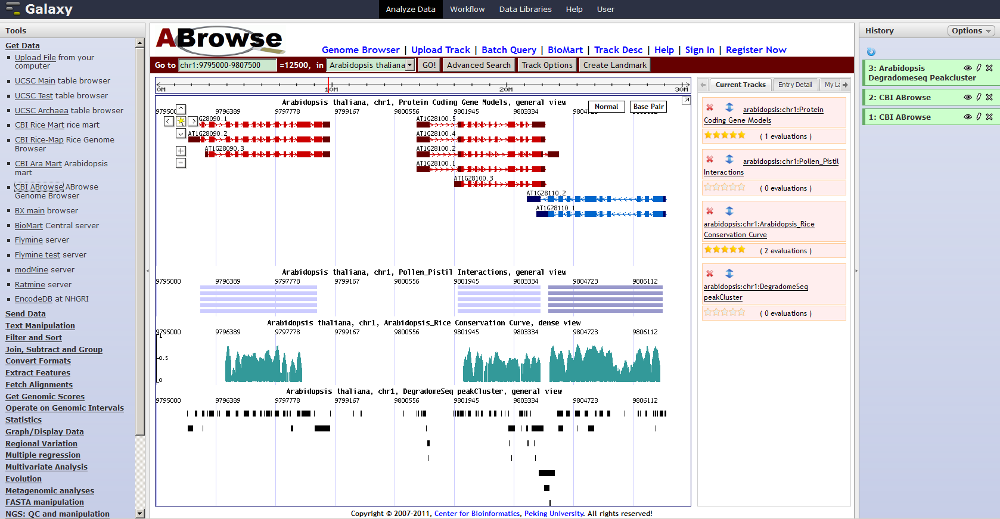 Galaxy
Analyze Data Workflow Data Libraries Help User
Tools
Get Data
Upload File from your
computer
UCSC Main table browser
UCSC Test table browser
UCSC Archaea table browser
CBI Rice Mart rice mart
CBI Rice-Map Rice Genome
Browser
CBI Ara Mart Arabidopsis
mart
CBI ABrowse ABrowse
Genome Browser
BX main browser
BioMart Central server
Flymine server
Flymine test server
modMine server
Ratmine server
EncodeDB at NHGRI
Send Data
Text Manipulation
Filter and Sort
Join, Subtract and Group
Convert Formats
Extract Features
Fetch Alignments
Get Genomic Scores
Operate on Genomic Intervals
Statistics
Graph/Display Data
Regional Variation
Multiple regression
Multivariate Analysis
Evolution
Metagenomic analyses
FASTA manipulation
NGS: QC and manipulation
ABrowse
Genome Browser | Upload Track | Batch Query | BioMart | Track Desc | Help | Sign In | Register Now
Go to chr1:9795000-9807500 =12500, in Arabidopsis thaliana GO! Advanced Search Track Options Create Landmark
0M 10M 20M 30M
Arabidopsis thaliana, chr1, Protein Coding Gene Models, general view
Normal Base Pair
9795000 9796389 9797778 9799167 9800556 9801945 9803334 9804723 9806112
G28090.1 AT1G28100.5
AT1G28090.2 AT1G28100.4
AT1G28090.3 AT1G28100.2
AT1G28100.1
AT1G28100.3
AT1G28110.2
AT1G28110.1
Arabidopsis thaliana, chr1, Pollen_Pistil Interactions, general view
9795000 9796389 9797778 9799167 9800556 9801945 9803334 9804723 9806112
Arabidopsis thaliana, chr1, Arabidopsis_Rice Conservation Curve, dense view
9795000 9796389 9797778 9799167 9800556 9801945 9803334 9804723 9806112
1
0.5
0
Arabidopsis thaliana, chr1, DegradomeSeq peakCluster, general view
9795000 9796389 9797778 9799167 9800556 9801945 9803334 9804723 9806112
Copyright © 2007-2011, Center for Bioinformatics, Peking University. All rights reserved!
Current Tracks Entry Detail My La
arabidopsis:chr1:Protein
Coding Gene Models
( 1 evaluations )
arabidopsis:chr1:Pollen_Pistil
Interactions
( 0 evaluations )
arabidopsis:chr1:Arabidopsis_Rice
Conservation Curve
( 2 evaluations )
arabidopsis:chr1:DegradomeSeq
peakCluster
( 0 evaluations )
History Options
3: Arabidopsis
Degradomeseq Peakcluster
2: CBI ABrowse
1: CBI ABrowse